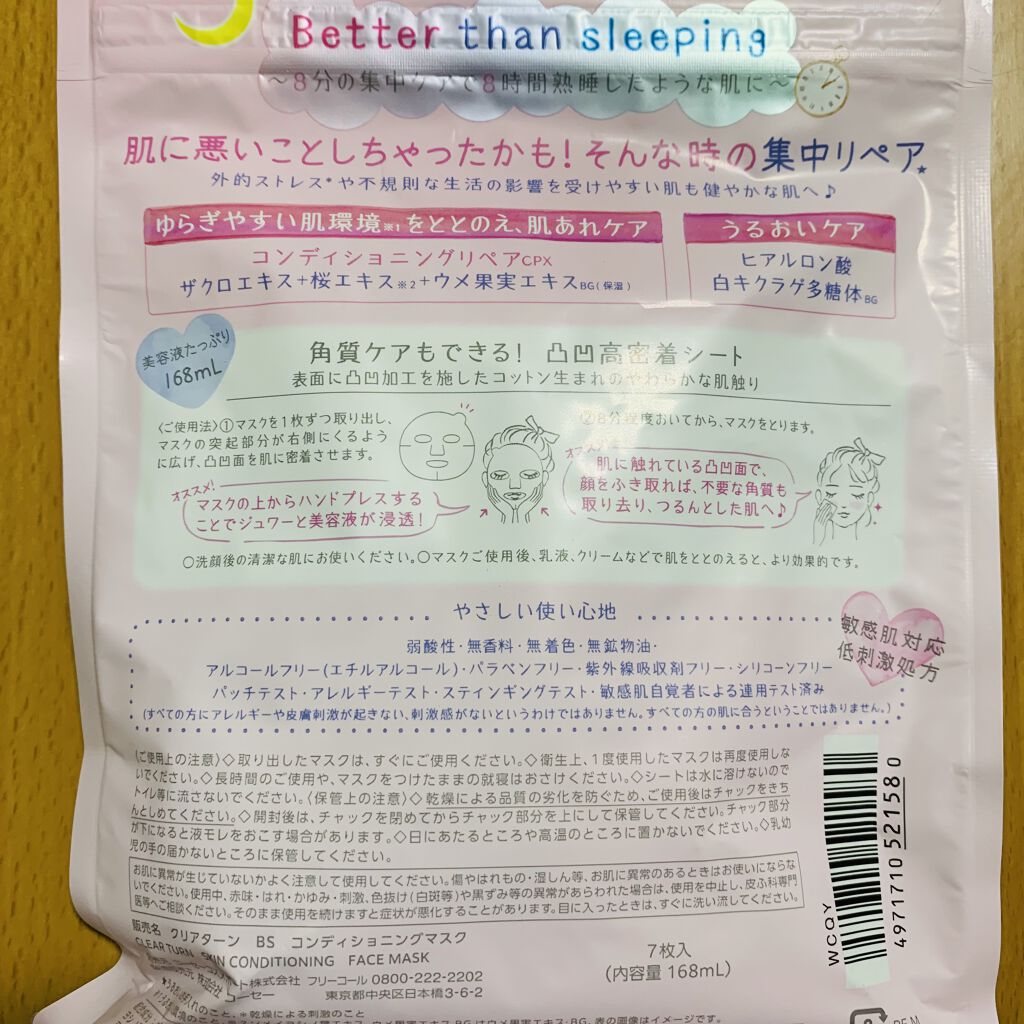 Better than sleeping
〜8分の集中ケアで8時間熟睡したような肌に〜
肌に悪いことしちゃったかも!そんな時の集中リペア★
外的ストレス*や不規則な生活の影響を受けやすい肌も健やかな肌へ♪
ゆらぎやすい肌環境※1をととのえ、肌あれケア
コンディショニングリペアCPX
ザクロエキス+桜エキス※2+ウメ果実エキスBG(保湿)
うるおいケア
ヒアルロン酸
白キクラゲ多糖体BG
美容液たっぷり
168mL
角質ケアもできる! 凸凹高密着シート
表面に凸凹加工を施したコットン生まれのやわらかな肌触り
〈ご使用法〉①マスクを1枚ずつ取り出し、
マスクの突起部分が右側にくるよう
に広げ、凸凹面を肌に密着させます。
オススメ!
マスクの上からハンドプレスする
ことでジュワーと美容液が浸透!
②8分程度おいてから、マスクをとります。
オススメ!
肌に触れている凸凹面で、
顔をふき取れば、不要な角質も
取り去り、つるんとした肌へ♪
○洗顔後の清潔な肌にお使いください。○マスクご使用後、乳液、クリームなどで肌をととのえると、より効果的です。
やさしい使い心地
敏感肌対応
低刺激処方
弱酸性・無香料・無着色・無鉱物油・
アルコールフリー(エチルアルコール)・パラベンフリー・紫外線吸収剤フリー・シリコーンフリー
パッチテスト・アレルギーテスト・スティンギングテスト・敏感肌自覚者による連用テスト済み
(すべての方にアレルギーや皮膚刺激が起きない、刺激感がないというわけではありません。すべての方の肌に合うということではありません。)
〈ご使用上の注意〉◇取り出したマスクは、すぐにご使用ください。◇衛生上、1度使用したマスクは再度使用しな
いでください。◇長時間のご使用や、マスクをつけたままの就寝はおさけください。◇シートは水に溶けないので
トイレ等に流さないでください。〈保管上の注意〉◇乾燥による品質の劣化を防ぐため、ご使用後はチャックをきち
んとしめてください。◇開封後は、チャックを閉めてからチャック部分を上にして保管してください。チャック部分
が下になると液モレをおこす場合があります。◇日にあたるところや高温のところに置かないでください。◇乳幼
児の手の届かないところに保管してください。
お肌に異常が生じていないかよく注意して使用してください。傷やはれもの・湿しん等、お肌に異常のあるときはお使いにならな
いでください。使用中、赤味・はれ・かゆみ・刺激、色抜け(白斑等)や黒ずみ等の異常があらわれた場合は、使用を中止し、皮ふ科専門
医等へご相談ください。そのまま使用を続けますと症状が悪化することがあります。目に入ったときは、すぐに洗い流してください。
販売名 クリアターン BS コンディショニングマスク
CLEAR TURN SKIN CONDITIONING FACE MASK
株式会社 フリーコール 0800-222-2202
コーセー 東京都中央区日本橋3-6-2
7枚入
(内容量 168mL)
WCQY
4971710521580
*乾燥による刺激のこと